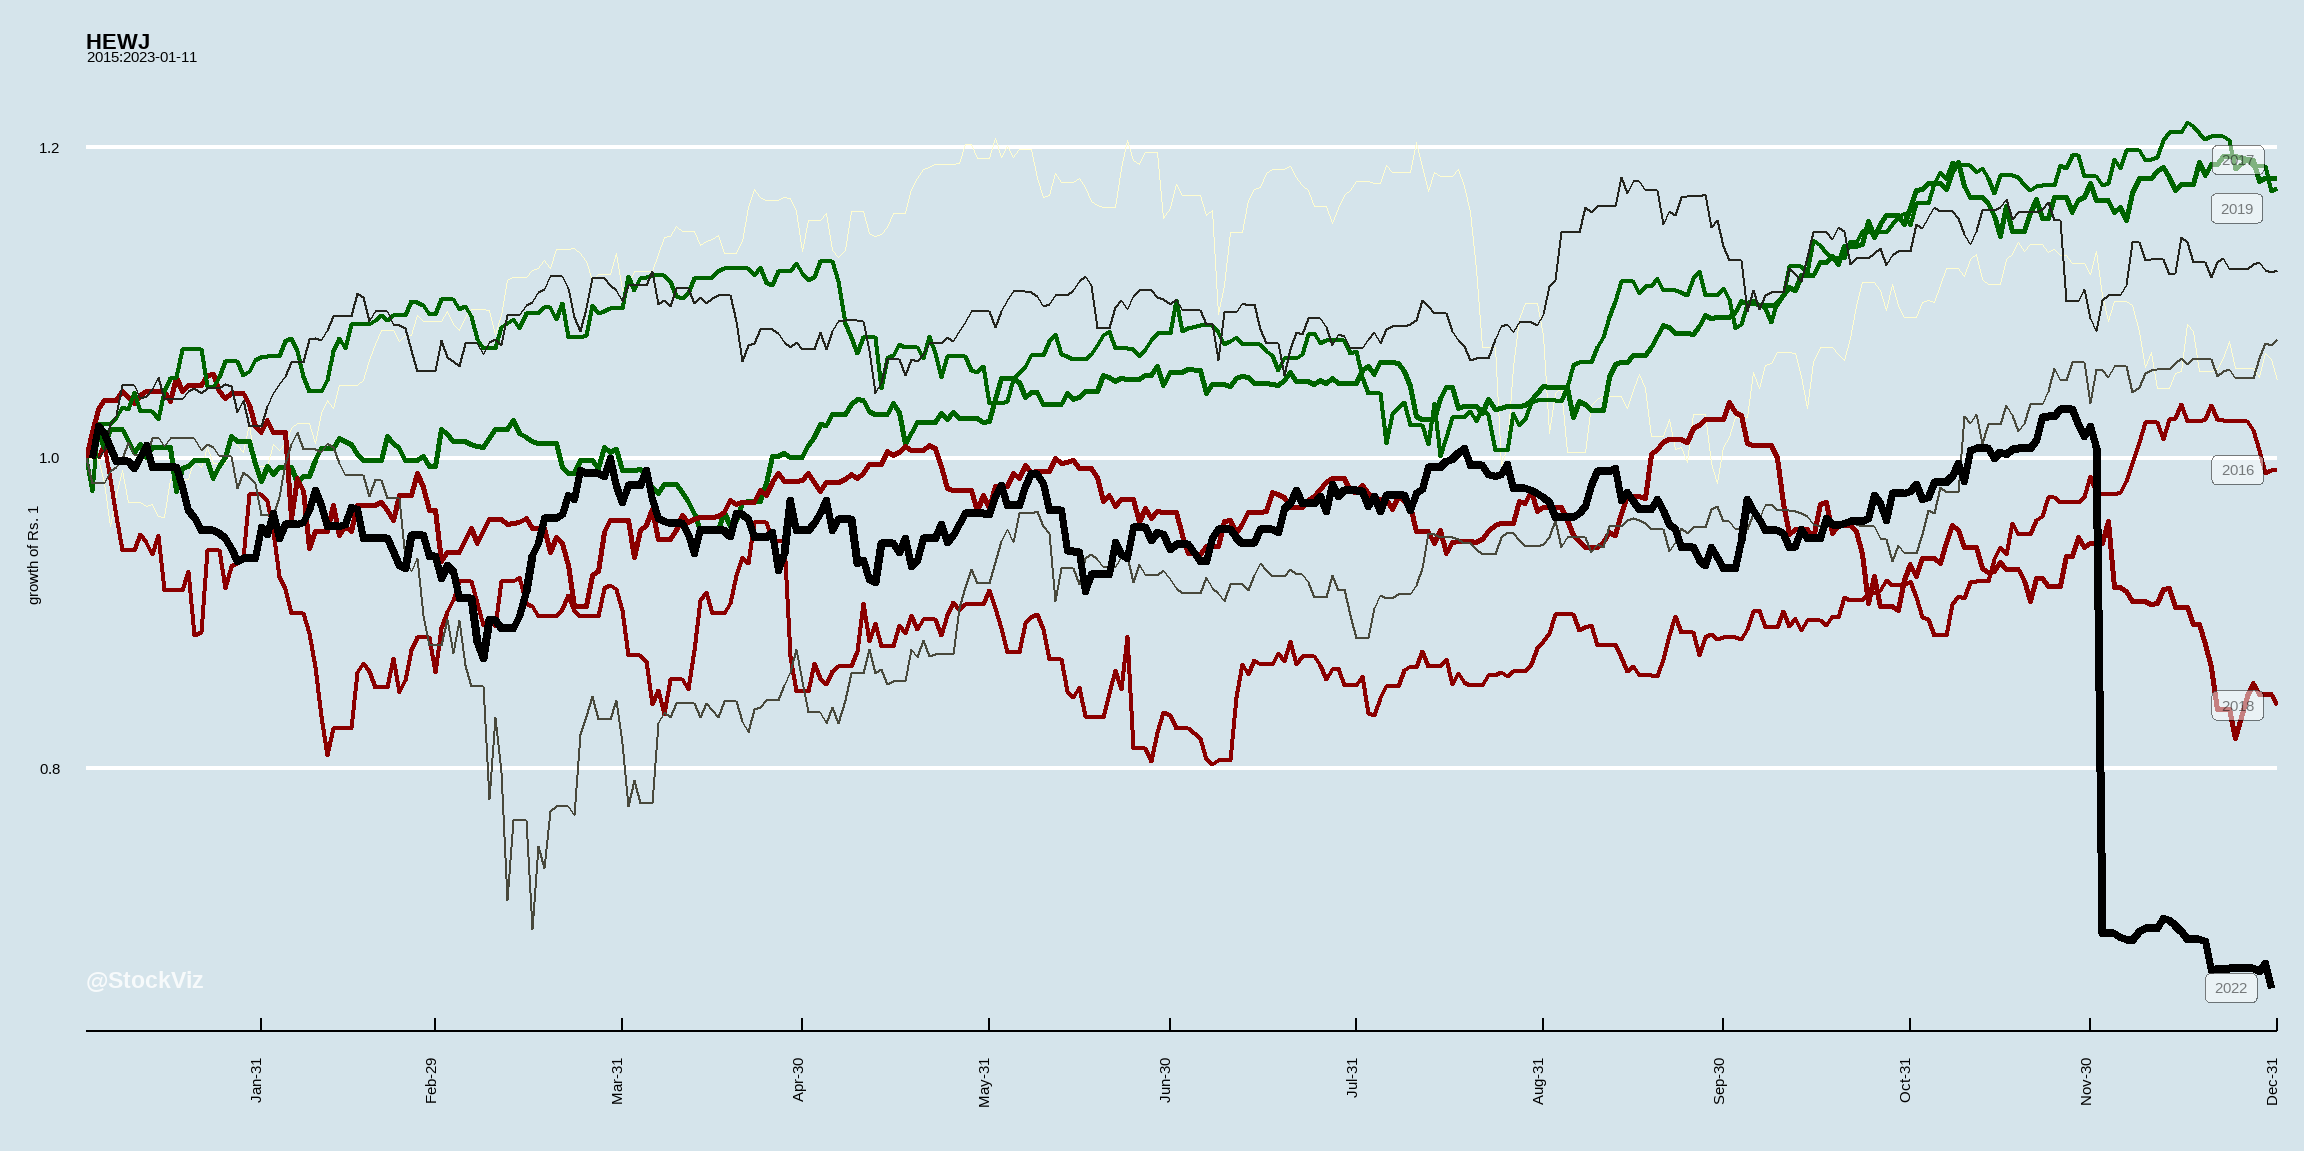 HEWJ
2015:2023-01-11
1.2
1.0
0.8
growth of Rs. 1
2017
2019
2016
2018
2022
@StockViz
Jan-31
Feb-29
Mar-31
Apr-30
May-31
Jun-30
Jul-31
Aug-31
Sep-30
Oct-31
Nov-30
Dec-31